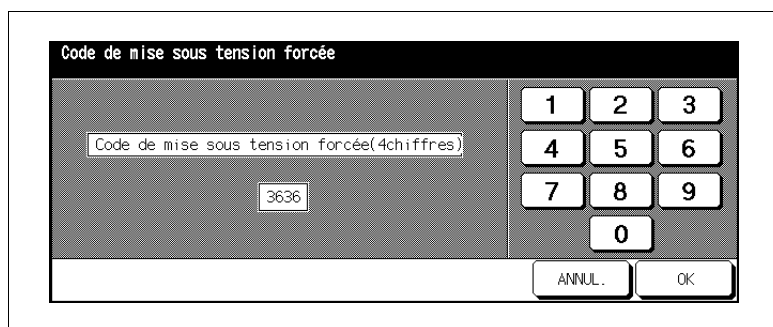 Code de mise sous tension forcée
Code de mise sous tension forcée(4chiffres)
3636
1 2 3
4 5 6
7 8 9
0
ANNUL. OK